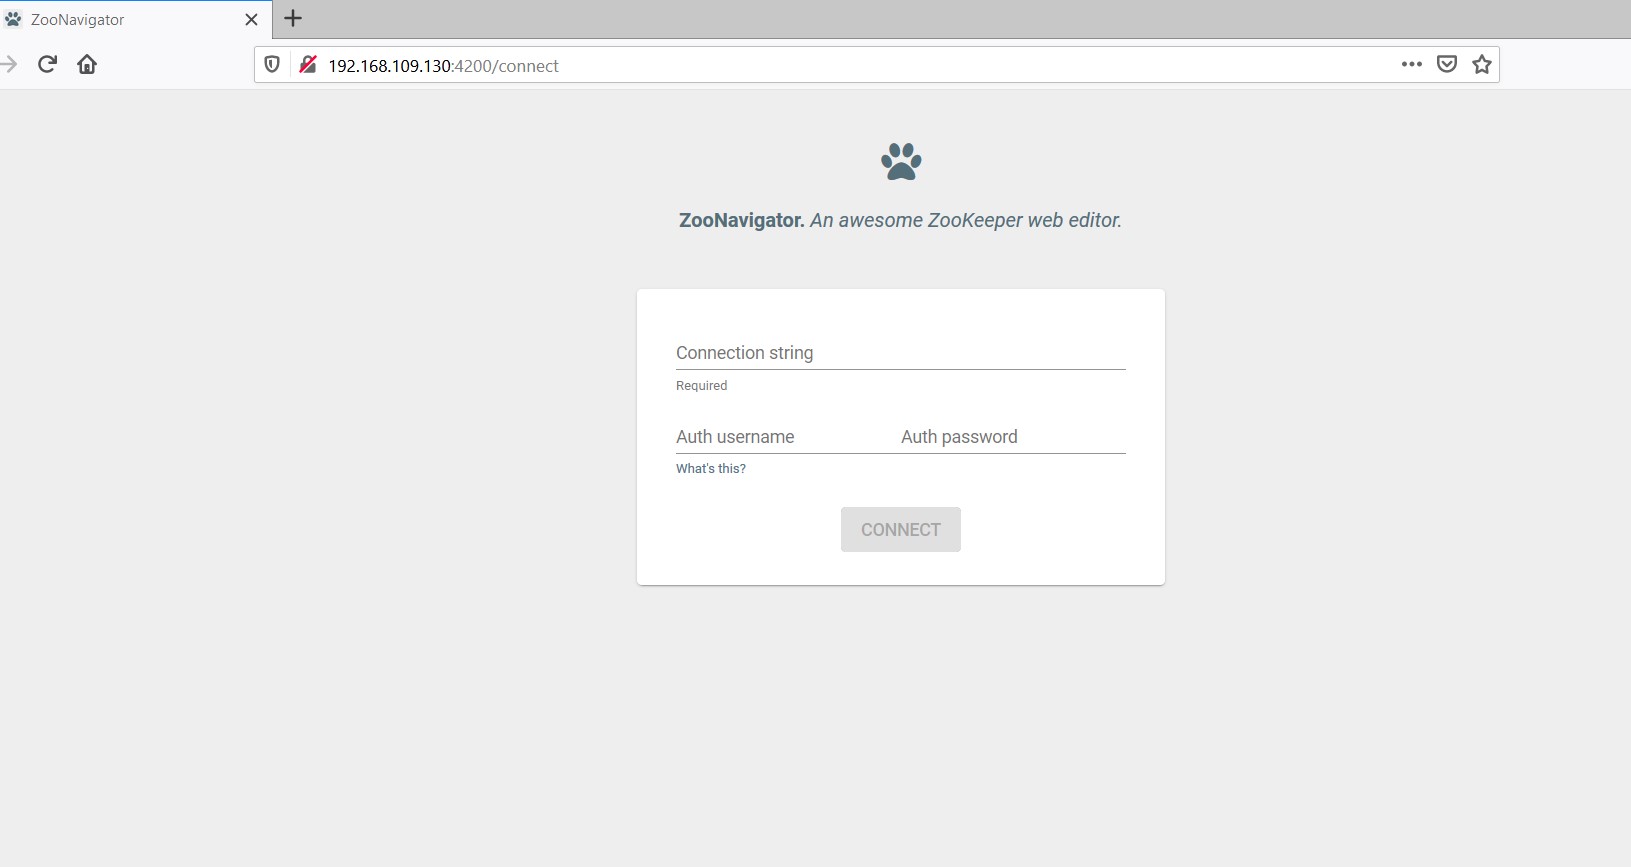 ZooNavigator
192.168.109.130:4200/connect
ZooNavigator. An awesome ZooKeeper web editor.
Connection string
Required
Auth username Auth password
What's this?
CONNECT